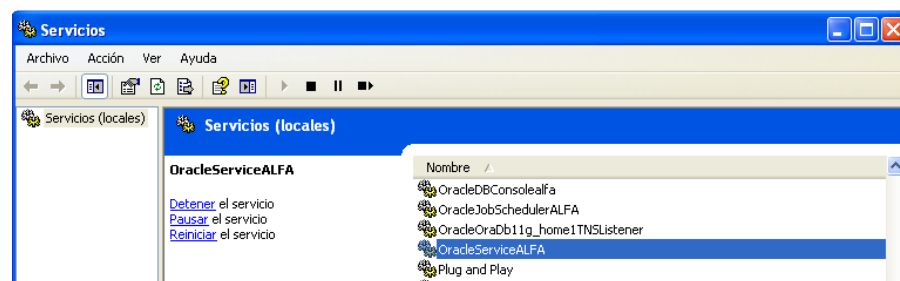 Servicios
Archivo Acción Ver Ayuda
Servicios (locales)
Servicios (locales)
OracleServiceALFA
Detener el servicio
Pausar el servicio
Reiniciar el servicio
Nombre
OracleDBConsolealfa
OracleJobSchedulerALFA
OracleOraDb11g_home1TNSListener
OracleServiceALFA
Plug and Play